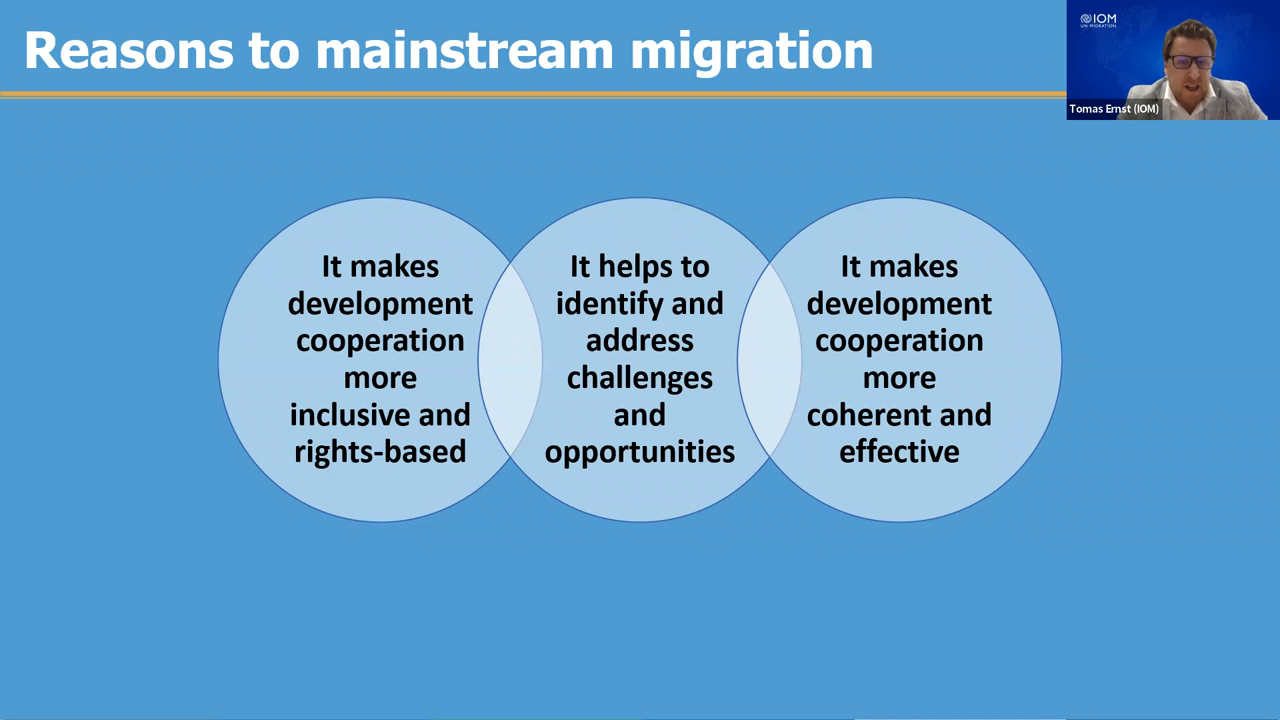 Reasons to mainstream migration
IOM
UN MIGRATION
Tomas Ernst (IOM)
It makes
development
cooperation
more
inclusive and
rights-based
It helps to
identify and
address
challenges
and
opportunities
It makes
development
cooperation
more
coherent and
effective